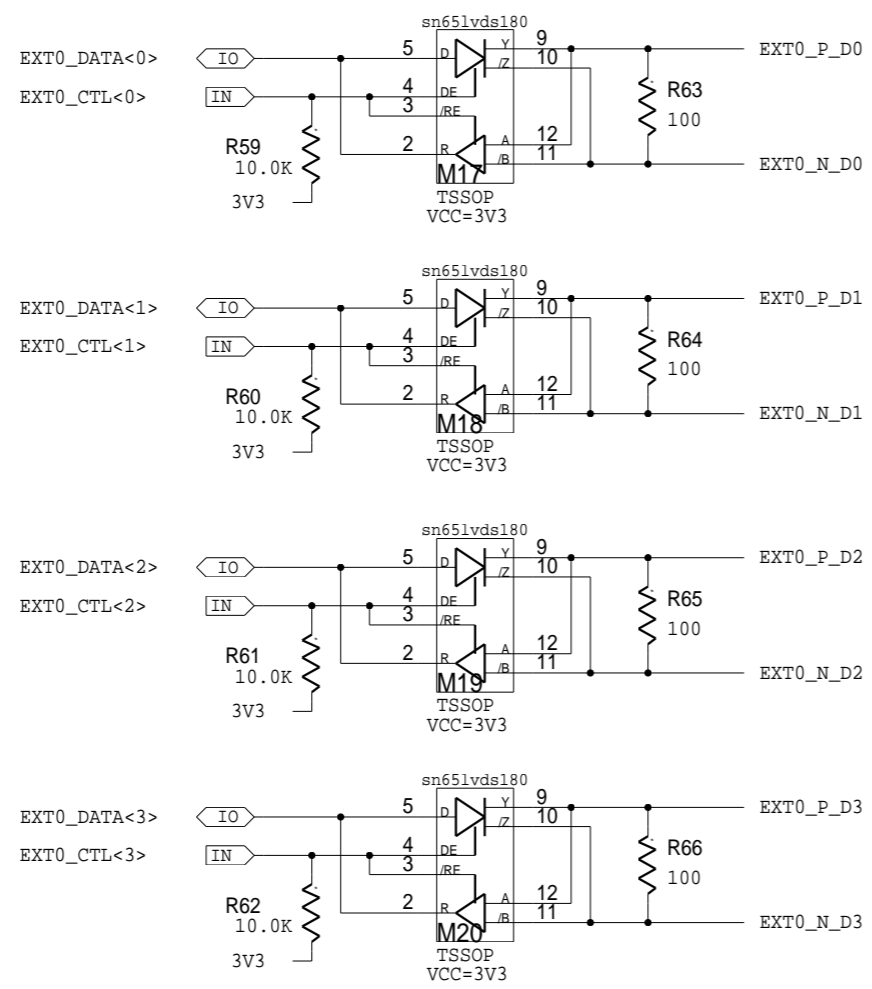 sn65lvds180
EXT0_DATA<0> IO 5 D Y 9 EXT0_P_D0
/Z 10
EXT0_CTL<0> IN 4 DE R63
3 /RE 100
R59 A 12
10.0K 2 R /B 11 EXT0_N_D0
M17
3V3 TSSOP
VCC=3V3
sn65lvds180
EXT0_DATA<1> IO 5 D Y 9 EXT0_P_D1
/Z 10
EXT0_CTL<1> IN 4 DE R64
3 /RE 100
R60 A 12
10.0K 2 R /B 11 EXT0_N_D1
M18
3V3 TSSOP
VCC=3V3
sn65lvds180
EXT0_DATA<2> IO 5 D Y 9 EXT0_P_D2
/Z 10
EXT0_CTL<2> IN 4 DE R65
3 /RE 100
R61 A 12
10.0K 2 R /B 11 EXT0_N_D2
M19
3V3 TSSOP
VCC=3V3
sn65lvds180
EXT0_DATA<3> IO 5 D Y 9 EXT0_P_D3
/Z 10
EXT0_CTL<3> IN 4 DE R66
3 /RE 100
R62 A 12
10.0K 2 R /B 11 EXT0_N_D3
M20
3V3 TSSOP
VCC=3V3